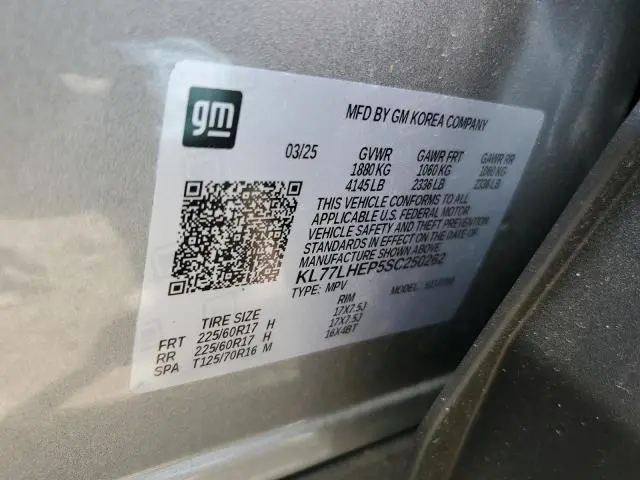 gm
MFD BY GM KOREA COMPANY
03/25 GVWR GAWR FRT GAWR RR
1880 KG 1060 KG 1060 KG
4145 LB 2336 LB 2336 LB
THIS VEHICLE CONFORMS TO ALL
APPLICABLE U.S. FEDERAL MOTOR
VEHICLE SAFETY AND THEFT PREVENTION
STANDARDS IN EFFECT ON THE DATE OF
MANUFACTURE SHOWN ABOVE.
KL77LHEP5SC250262
TYPE: MPV MODEL:
TIRE SIZE RIM
FRT 225/60R17 H 17X7.5J
RR 225/60R17 H 17X7.5J
SPA T125/70R16 M 16X4BT